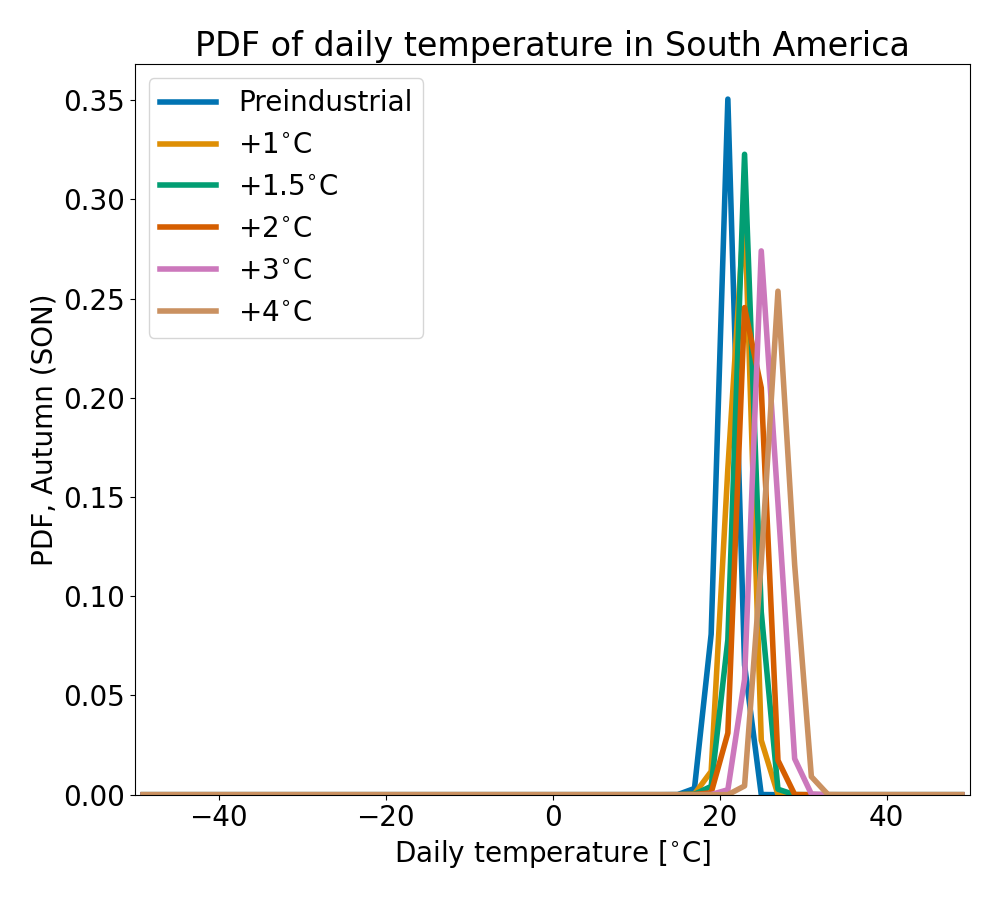 PDF of daily temperature in South America
Preindustrial
+1°C
+1.5°C
+2°C
+3°C
+4°C
PDF, Autumn (SON)
0.35
0.30
0.25
0.20
0.15
0.10
0.05
0.00
−40
−20
0
20
40
Daily temperature [°C]